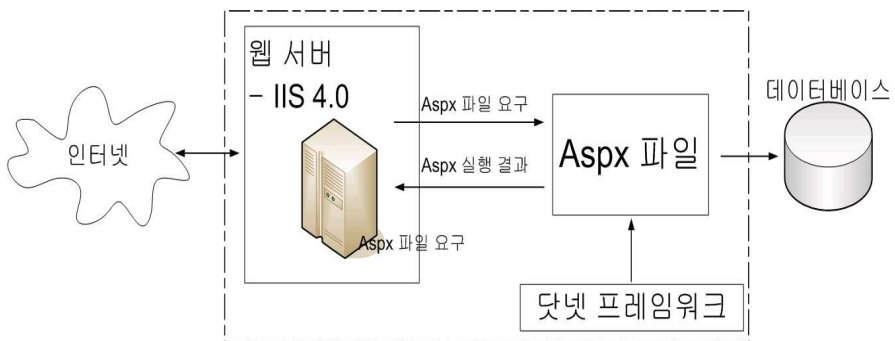 웹 서버
– IIS 4.0
데이터베이스
Aspx 파일 요구
인터넷
Aspx 파일
Aspx 실행 결과
Aspx 파일 요구
닷넷 프레임워크